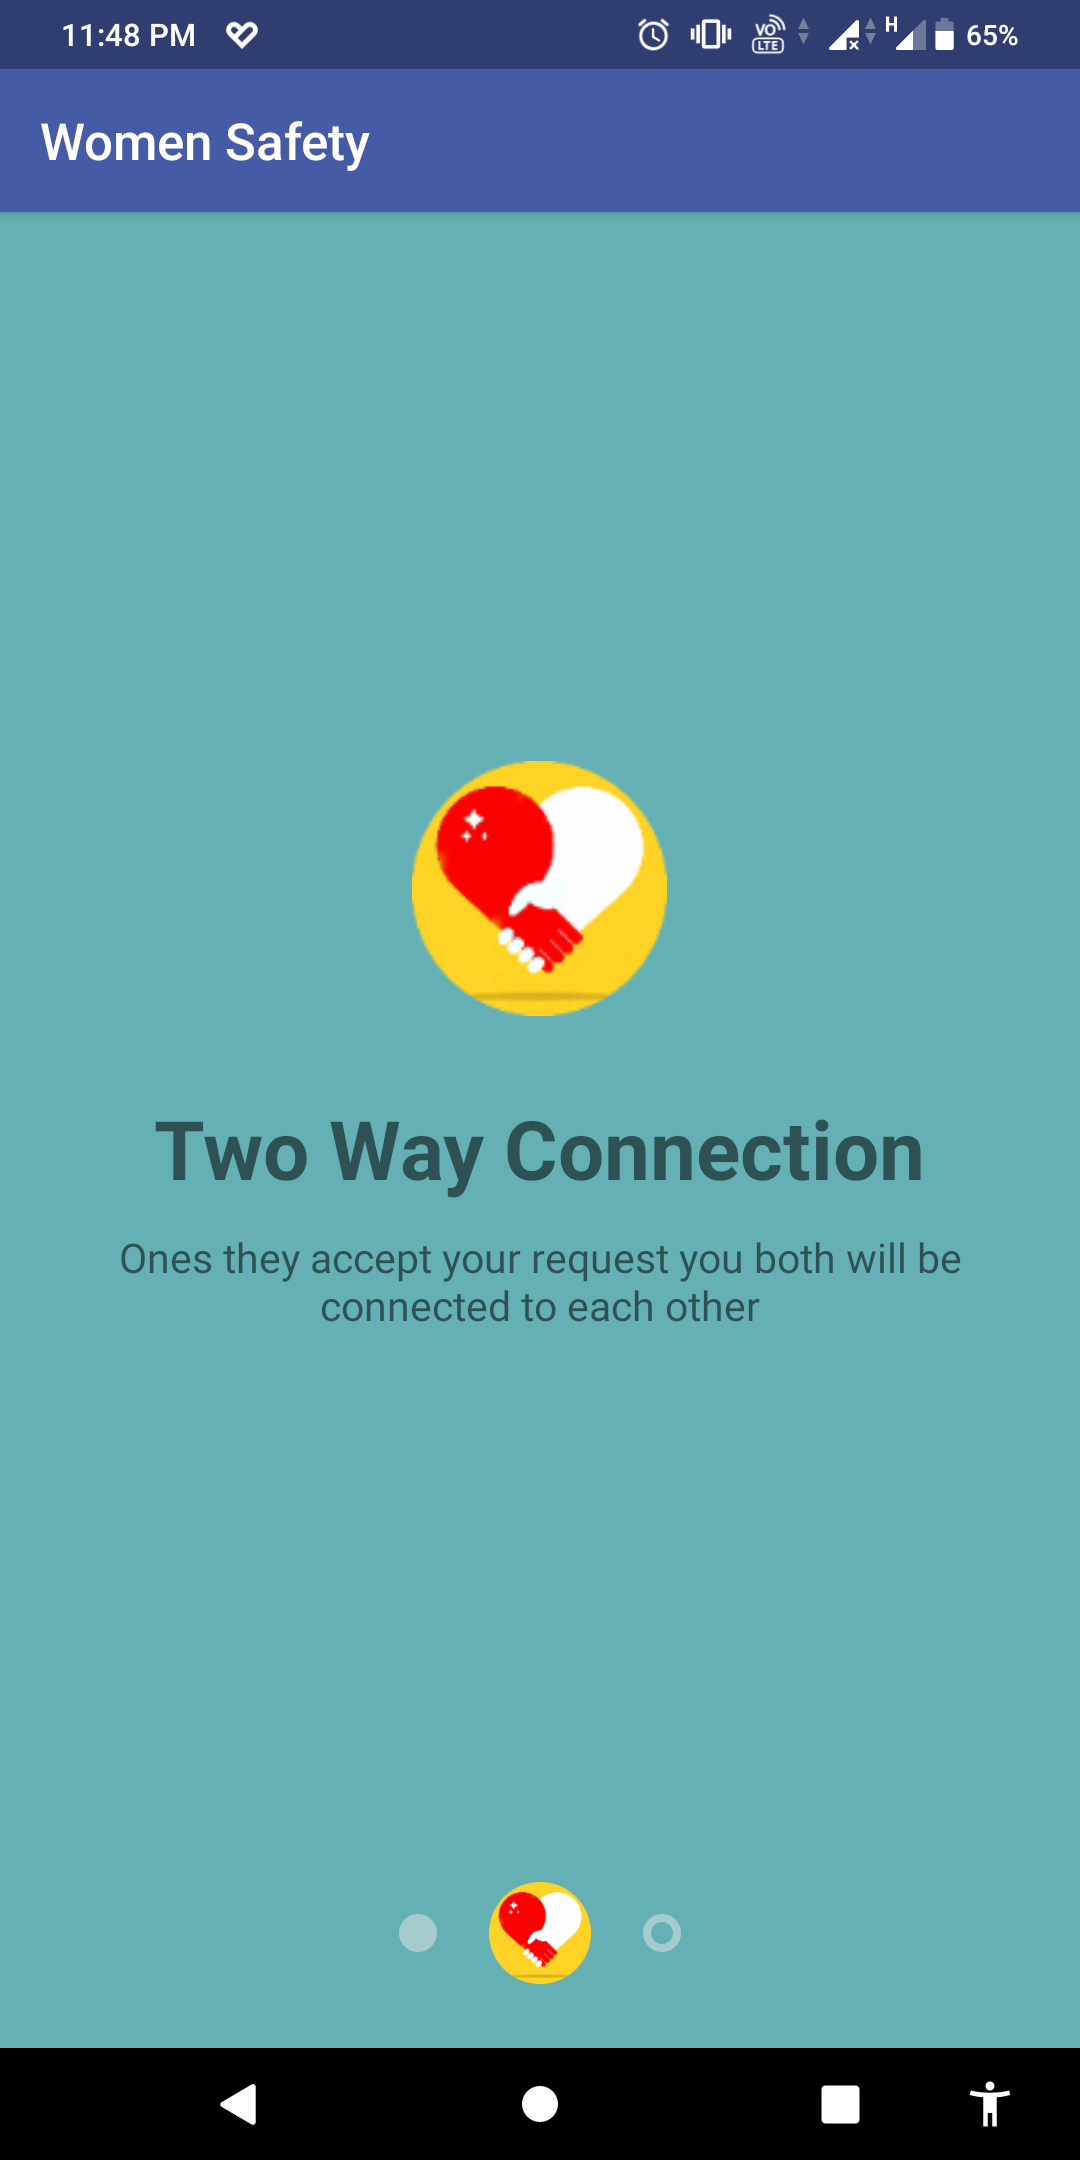 11:48 PM VO LTE H 65%
Women Safety
Two Way Connection
Ones they accept your request you both will be
connected to each other